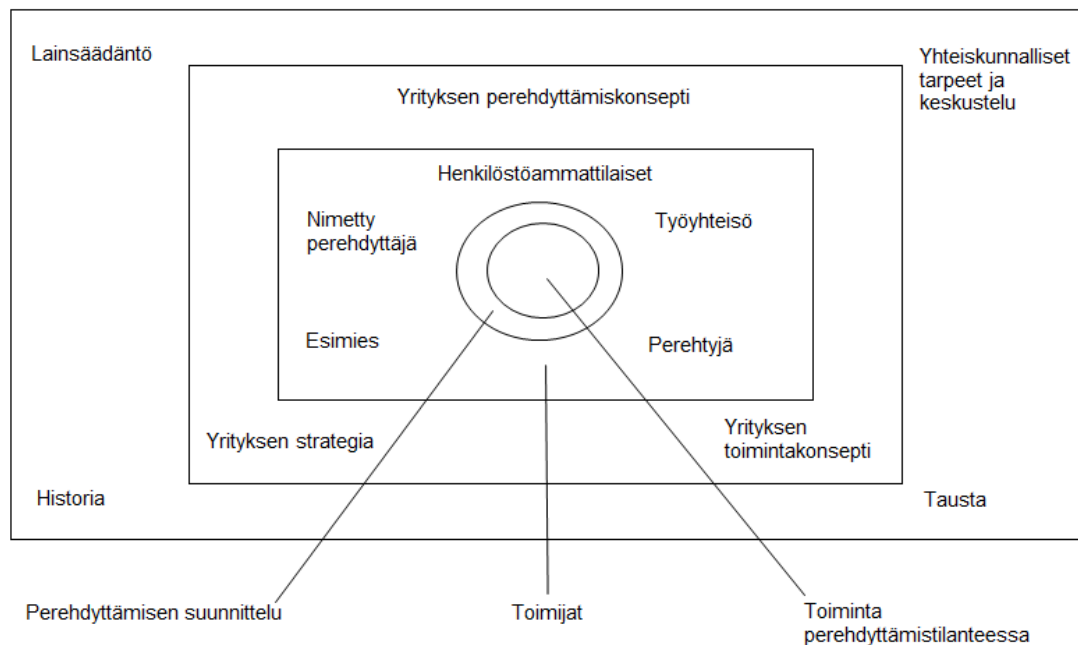 Lainsäädäntö
Yhteiskunnalliset
tarpeet ja
keskustelu
Yrityksen perehdyttämiskonsepti
Henkilöstöammattilaiset
Nimetty
perehdyttäjä
Työyhteisö
Esimies
Perehtyjä
Yrityksen strategia
Yrityksen
toimintakonsepti
Historia
Tausta
Perehdyttämisen suunnittelu
Toimijat
Toiminta
perehdyttämistilanteessa